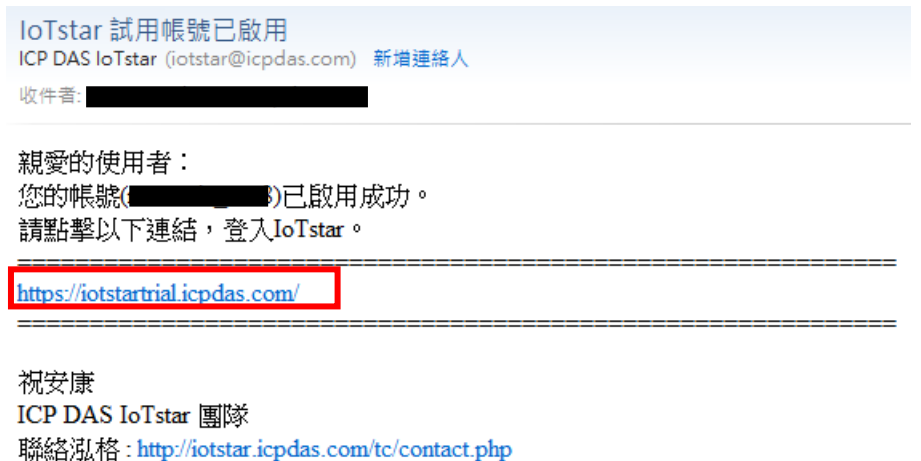 IoTstar 試用帳號已啟用
ICP DAS IoTstar (iotstar@icpdas.com) 新增連絡人
收件者:
親愛的使用者：
您的帳號( )已啟用成功。
請點擊以下連結，登入IoTstar。
=============================================================
https://iotstartrial.icpdas.com/
=============================================================
祝安康
ICP DAS IoTstar 團隊
聯絡泓格 : http://iotstar.icpdas.com/tc/contact.php